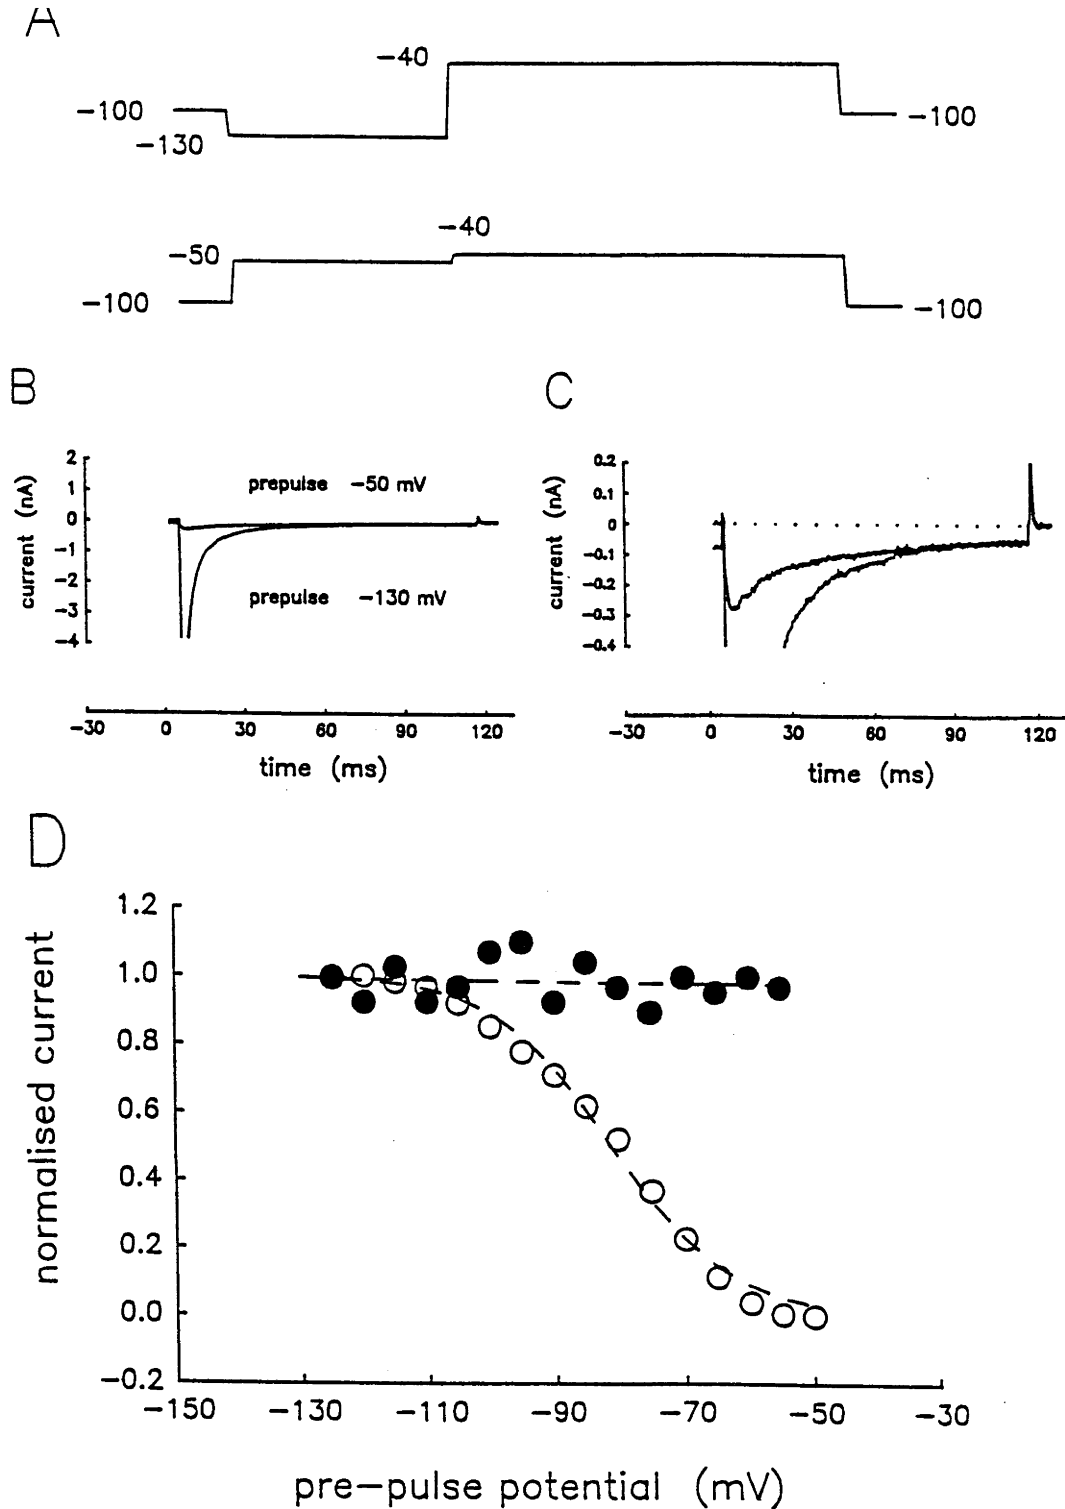 A
-40
-100
-130
-100
-40
-50
-100
-100
B
current (nA)
2
1
0
-1
-2
-3
-4
prepulse -50 mV
prepulse -130 mV
-30 0 30 60 90 120
time (ms)
C
current (nA)
0.2
0.1
0
-0.1
-0.2
-0.3
-0.4
-30 0 30 60 90 120
time (ms)
D
normalised current
1.2
1.0
0.8
0.6
0.4
0.2
0.0
-0.2
-150 -130 -110 -90 -70 -50 -30
pre-pulse potential (mV)